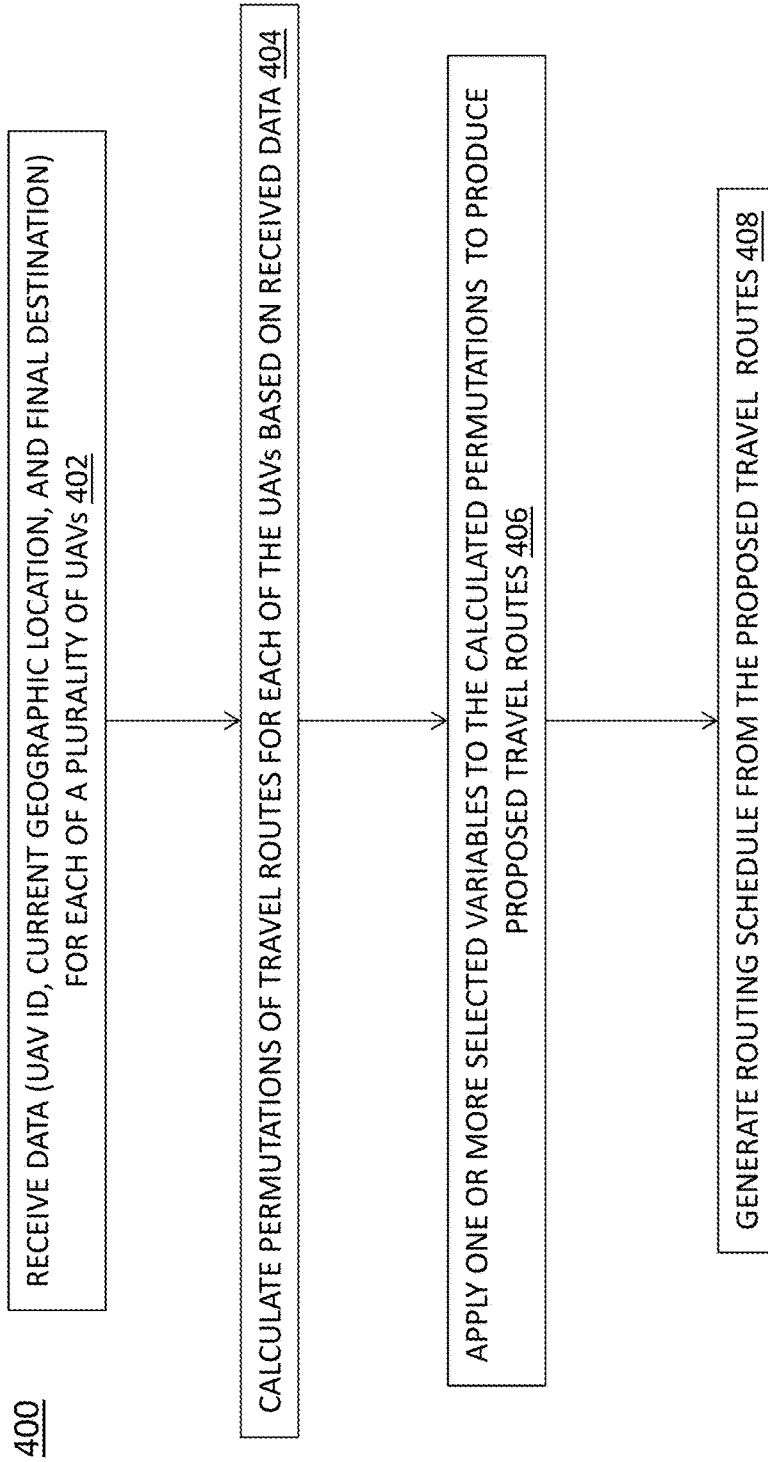 400
RECEIVE DATA (UAV ID, CURRENT GEOGRAPHIC LOCATION, AND FINAL DESTINATION)
FOR EACH OF A PLURALITY OF UAVs 402
CALCULATE PERMUTATIONS OF TRAVEL ROUTES FOR EACH OF THE UAVs BASED ON RECEIVED DATA 404
APPLY ONE OR MORE SELECTED VARIABLES TO THE CALCULATED PERMUTATIONS TO PRODUCE
PROPOSED TRAVEL ROUTES 406
GENERATE ROUTING SCHEDULE FROM THE PROPOSED TRAVEL ROUTES 408